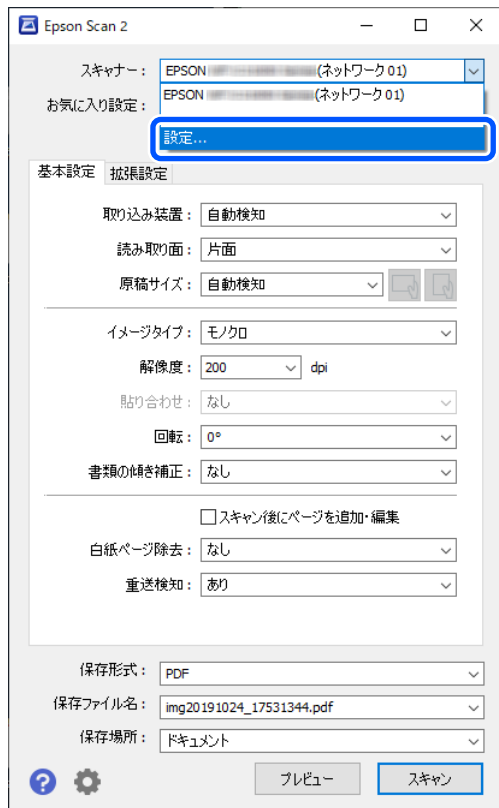 Epson Scan 2
スキャナー： EPSON (ネットワーク 01)
EPSON (ネットワーク 01)
お気に入り設定：
設定...
基本設定 拡張設定
取り込み装置： 自動検知
読み取り面： 片面
原稿サイズ： 自動検知
イメージタイプ： モノクロ
解像度： 200 dpi
貼り合わせ： なし
回転： 0°
書類の傾き補正： なし
スキャン後にページを追加・編集
白紙ページ除去： なし
重送検知： あり
保存形式： PDF
保存ファイル名： img20191024_17531344.pdf
保存場所： ドキュメント
プレビュー スキャン